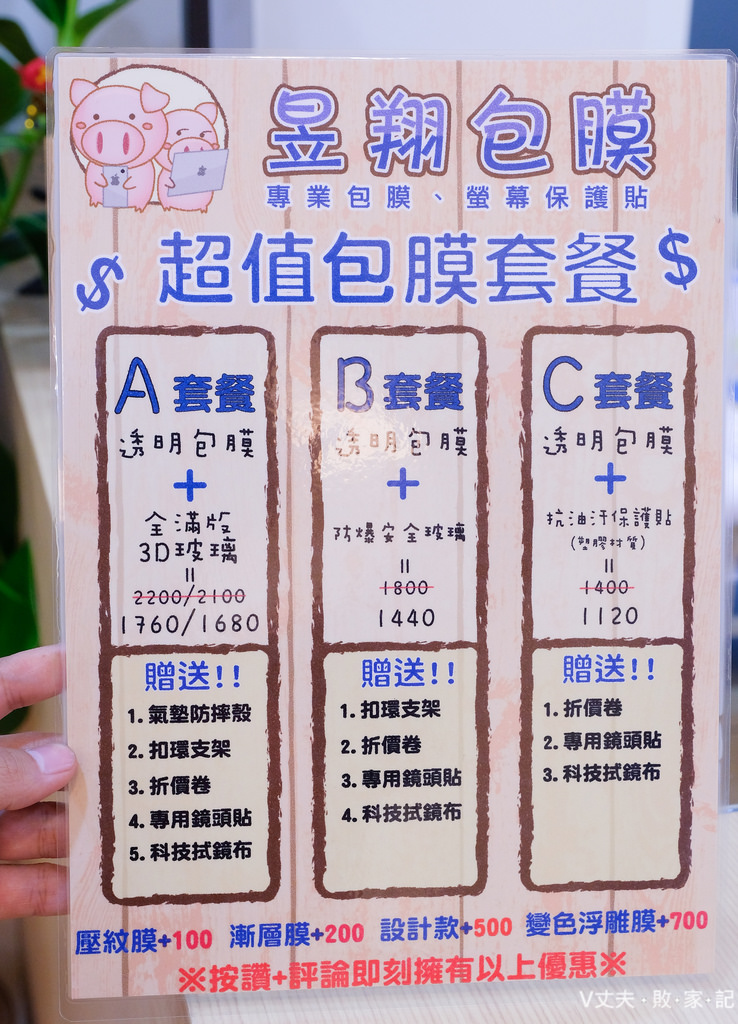 昱翔包膜
專業包膜、螢幕保護貼
$ 超值包膜套餐 $
A 套餐
透明包膜
+
全滿版
3D玻璃
=
2200/2100
1760/1680
贈送!!
1. 氣墊防摔殼
2. 扣環支架
3. 折價卷
4. 專用鏡頭貼
5. 科技拭鏡布
B 套餐
透明包膜
+
防爆安全玻璃
=
1800
1440
贈送!!
1. 扣環支架
2. 折價卷
3. 專用鏡頭貼
4. 科技拭鏡布
C 套餐
透明包膜
+
抗油汙保護貼
(塑膠材質)
=
1400
1120
贈送!!
1. 折價卷
2. 專用鏡頭貼
3. 科技拭鏡布
壓紋膜+100 漸層膜+200 設計款+500 變色浮雕膜+700
※按讚+評論即刻擁有以上優惠※
V丈夫·敗·家·記